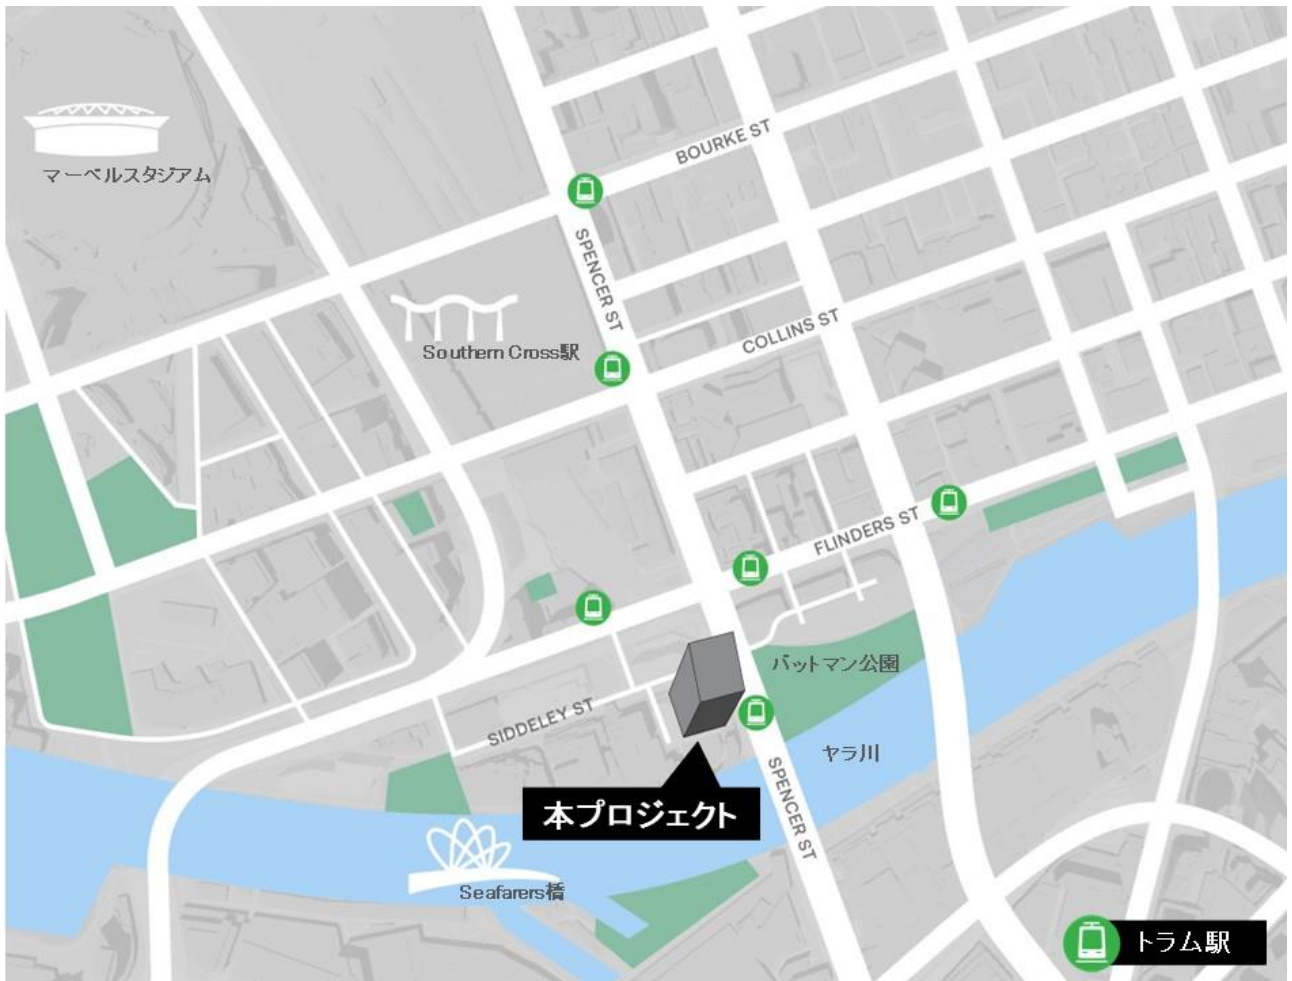 BOURKE ST
マーベルスタジアム
SPENCER ST
COLLINS ST
Southern Cross駅
FLINDERS ST
バットマン公園
SIDDELEY ST
ヤラ川
SPENCER ST
本プロジェクト
Seafarers橋
トラム駅